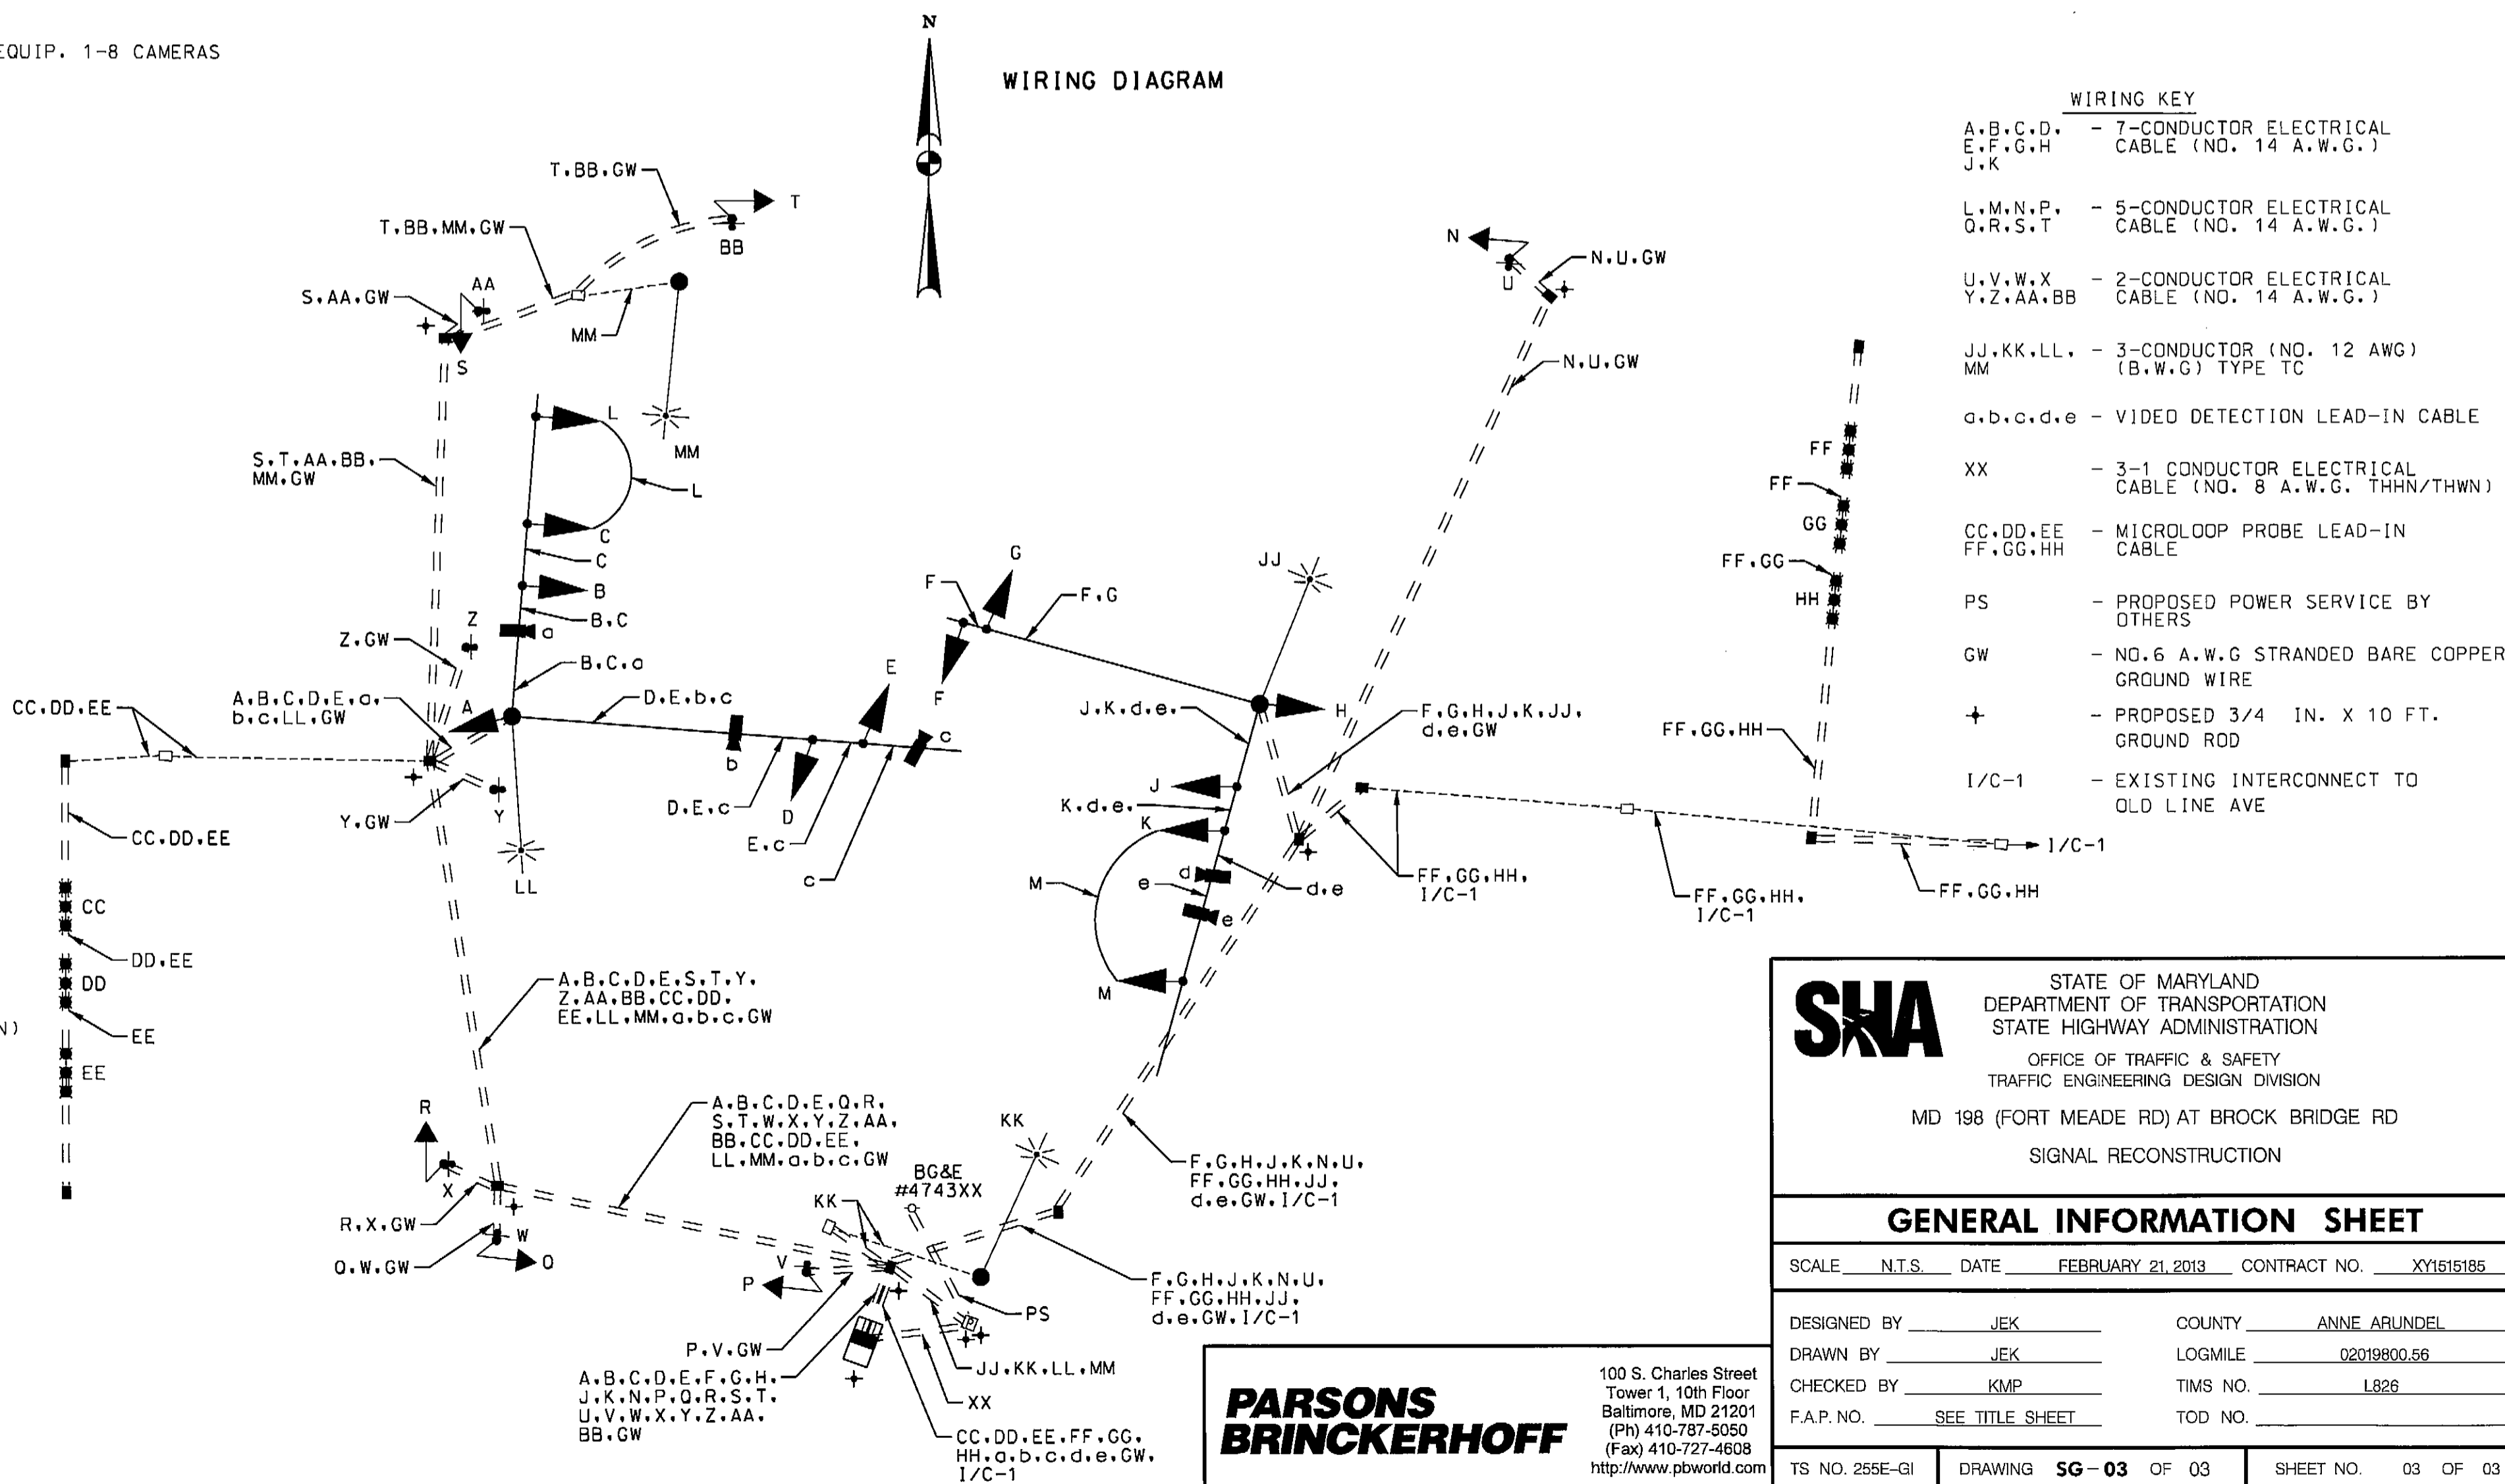 EQUIP. 1-8 CAMERAS
N
WIRING DIAGRAM
WIRING KEY
A,B,C,D, - 7-CONDUCTOR ELECTRICAL
E,F,G,H CABLE (NO. 14 A.W.G.)
J,K
L,M,N,P, - 5-CONDUCTOR ELECTRICAL
Q,R,S,T CABLE (NO. 14 A.W.G.)
U,V,W,X - 2-CONDUCTOR ELECTRICAL
Y,Z,AA,BB CABLE (NO. 14 A.W.G.)
JJ,KK,LL, - 3-CONDUCTOR (NO. 12 AWG)
MM (B.W.G) TYPE TC
a,b,c,d,e - VIDEO DETECTION LEAD-IN CABLE
XX - 3-1 CONDUCTOR ELECTRICAL
CABLE (NO. 8 A.W.G. THHN/THWN)
CC,DD,EE - MICROLOOP PROBE LEAD-IN
FF,GG,HH CABLE
PS - PROPOSED POWER SERVICE BY
OTHERS
GW - NO.6 A.W.G STRANDED BARE COPPER
GROUND WIRE
- PROPOSED 3/4 IN. X 10 FT.
GROUND ROD
I/C-1 - EXISTING INTERCONNECT TO
OLD LINE AVE
T,BB,GW
T
BB
T,BB,MM,GW
AA
S,AA,GW
MM
S
MM
S,T,AA,BB,
MM,GW
L
L
C
C
B
B,C
a
Z
Z,GW
B,C,a
A,B,C,D,E,a,
b,c,LL,GW
A
D,E,b,c
CC,DD,EE
b
c
E
D
D,E,c
E,c
c
Y,GW
Y
LL
CC,DD,EE
CC
DD,EE
DD
EE
EE
N)
N
U
N,U,GW
N,U,GW
G
F
F,G
F
JJ
H
J,K,d,e,
F,G,H,J,K,JJ,
d,e,GW
J
K,d,e,
K
M
d
e
d,e
e
M
FF
FF
GG
FF,GG
HH
FF,GG,HH
I/C-1
FF,GG,HH,
I/C-1
FF,GG,HH,
I/C-1
FF,GG,HH
A,B,C,D,E,S,T,Y,
Z,AA,BB,CC,DD,
EE,LL,MM,a,b,c,GW
A,B,C,D,E,Q,R,
S,T,W,X,Y,Z,AA,
BB,CC,DD,EE,
LL,MM,a,b,c,GW
R
X
R,X,GW
W
Q
Q,W,GW
BG&E
#4743XX
KK
KK
V
P
P,V,GW
F,G,H,J,K,N,U,
FF,GG,HH,JJ,
d,e,GW,I/C-1
F,G,H,J,K,N,U,
FF,GG,HH,JJ,
d,e,GW,I/C-1
PS
P
JJ,KK,LL,MM
XX
A,B,C,D,E,F,G,H,
J,K,N,P,Q,R,S,T,
U,V,W,X,Y,Z,AA,
BB,GW
CC,DD,EE,FF,GG,
HH,a,b,c,d,e,GW,
I/C-1
PARSONS
BRINCKERHOFF
100 S. Charles Street
Tower 1, 10th Floor
Baltimore, MD 21201
(Ph) 410-787-5050
(Fax) 410-727-4608
http://www.pbworld.com
SHA
STATE OF MARYLAND
DEPARTMENT OF TRANSPORTATION
STATE HIGHWAY ADMINISTRATION
OFFICE OF TRAFFIC & SAFETY
TRAFFIC ENGINEERING DESIGN DIVISION
MD 198 (FORT MEADE RD) AT BROCK BRIDGE RD
SIGNAL RECONSTRUCTION
GENERAL INFORMATION SHEET
SCALE N.T.S. DATE FEBRUARY 21, 2013 CONTRACT NO. XY1515185
DESIGNED BY JEK COUNTY ANNE ARUNDEL
DRAWN BY JEK LOGMILE 02019800.56
CHECKED BY KMP TIMS NO. L826
F.A.P. NO. SEE TITLE SHEET TOD NO.
TS NO. 255E-GI DRAWING SG-03 OF 03 SHEET NO. 03 OF 03